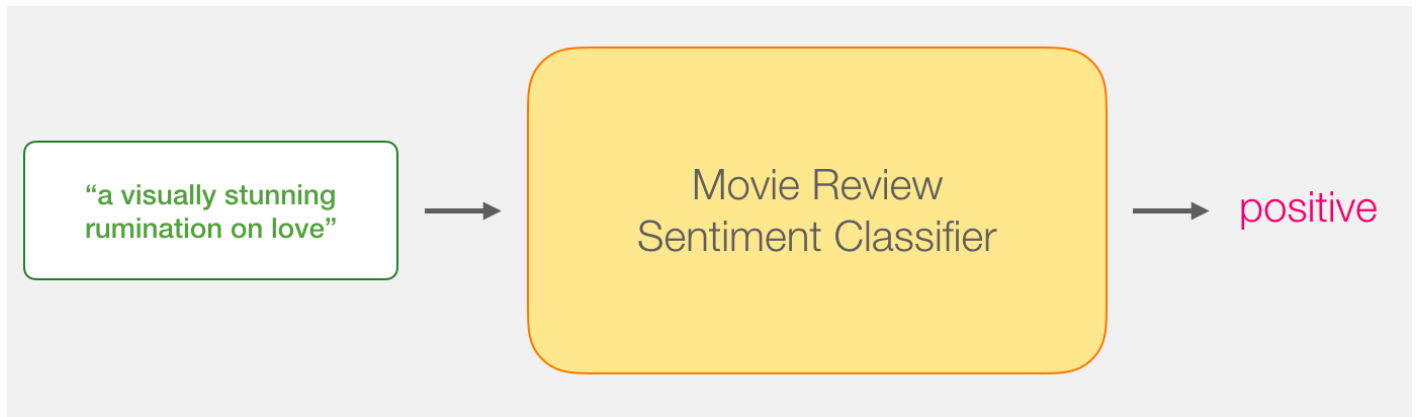 “a visually stunning
rumination on love”
Movie Review
Sentiment Classifier
positive